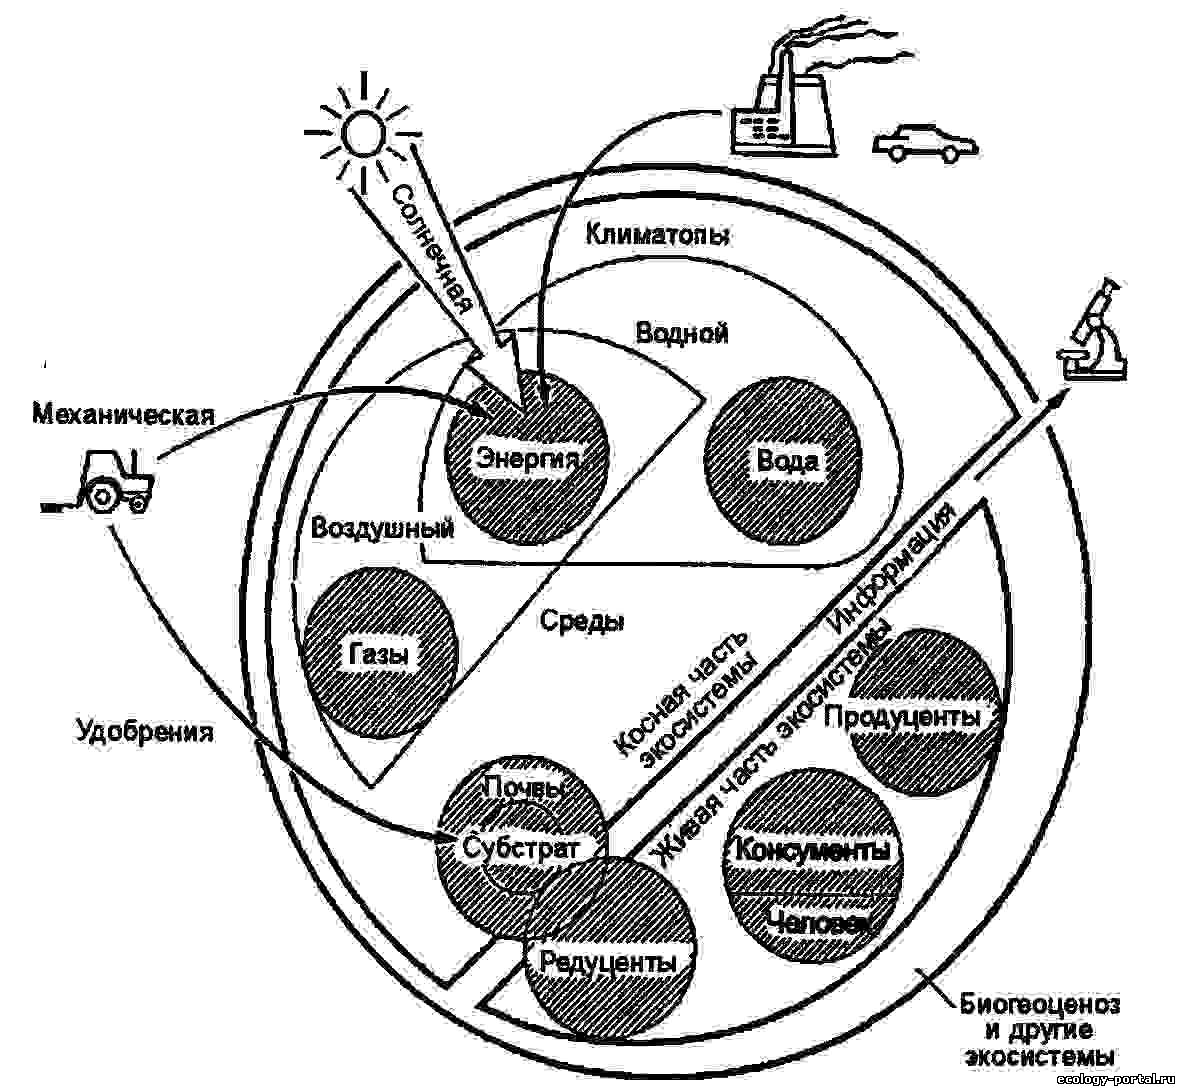 Солнечная
Климатопы
Водной
Механическая
Энергия
Вода
Воздушный
Информация
Среды
Газы
Косная часть
экосистемы
Живая часть экосистемы
Продуценты
Удобрения
Почвы
Субстрат
Консументы
Человек
Редуценты
Биогеоценоз
и другие
экосистемы
ecology-portal.ru